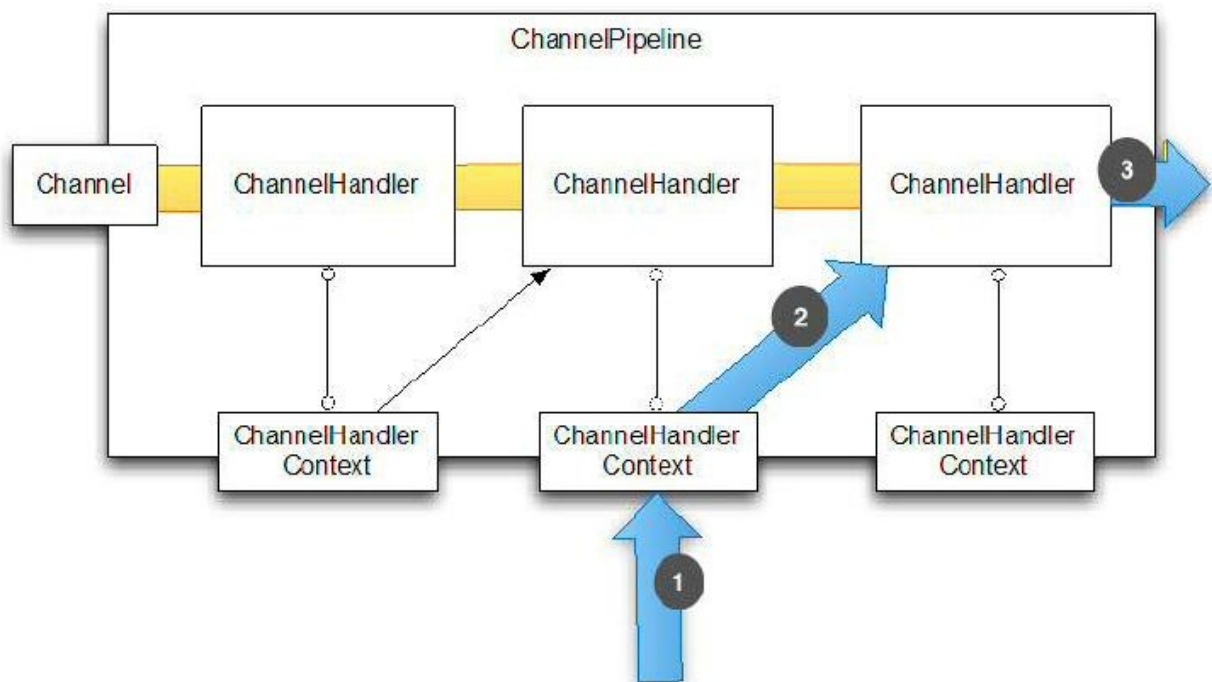 ChannelPipeline
Channel
ChannelHandler
ChannelHandler
ChannelHandler
3
2
ChannelHandler
Context
ChannelHandler
Context
ChannelHandler
Context
1